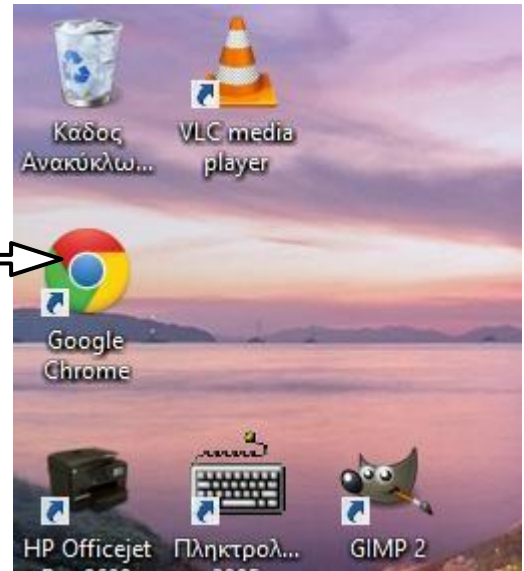 Κάδος
Ανακύκλω...
VLC media
player
Google
Chrome
HP Officejet
Πληκτρολ...
GIMP 2